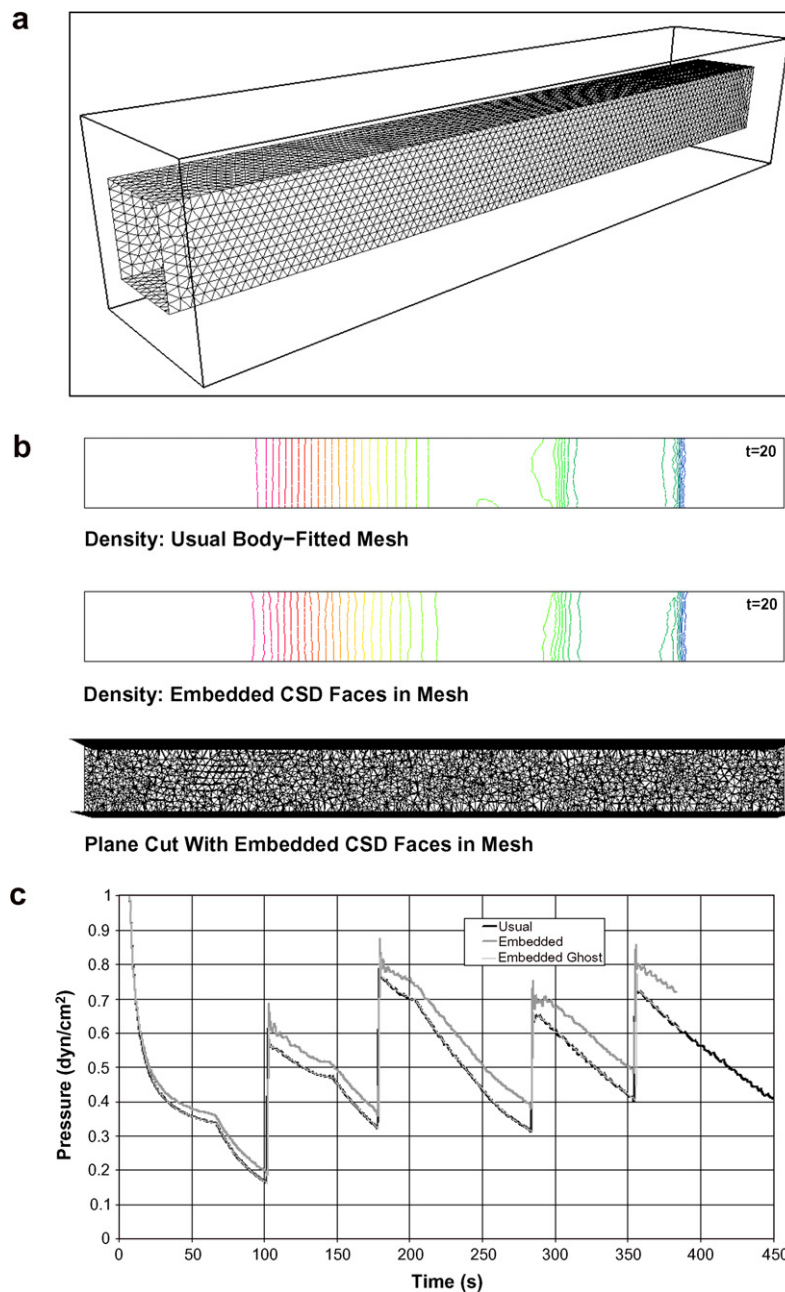 a
b
t=20
Density: Usual Body-Fitted Mesh
t=20
Density: Embedded CSD Faces in Mesh
Plane Cut With Embedded CSD Faces in Mesh
c
1
0.9
0.8
0.7
0.6
0.5
0.4
0.3
0.2
0.1
0
Pressure (dyn/cm²)
Usual
Embedded
Embedded Ghost
0 50 100 150 200 250 300 350 400 450
Time (s)